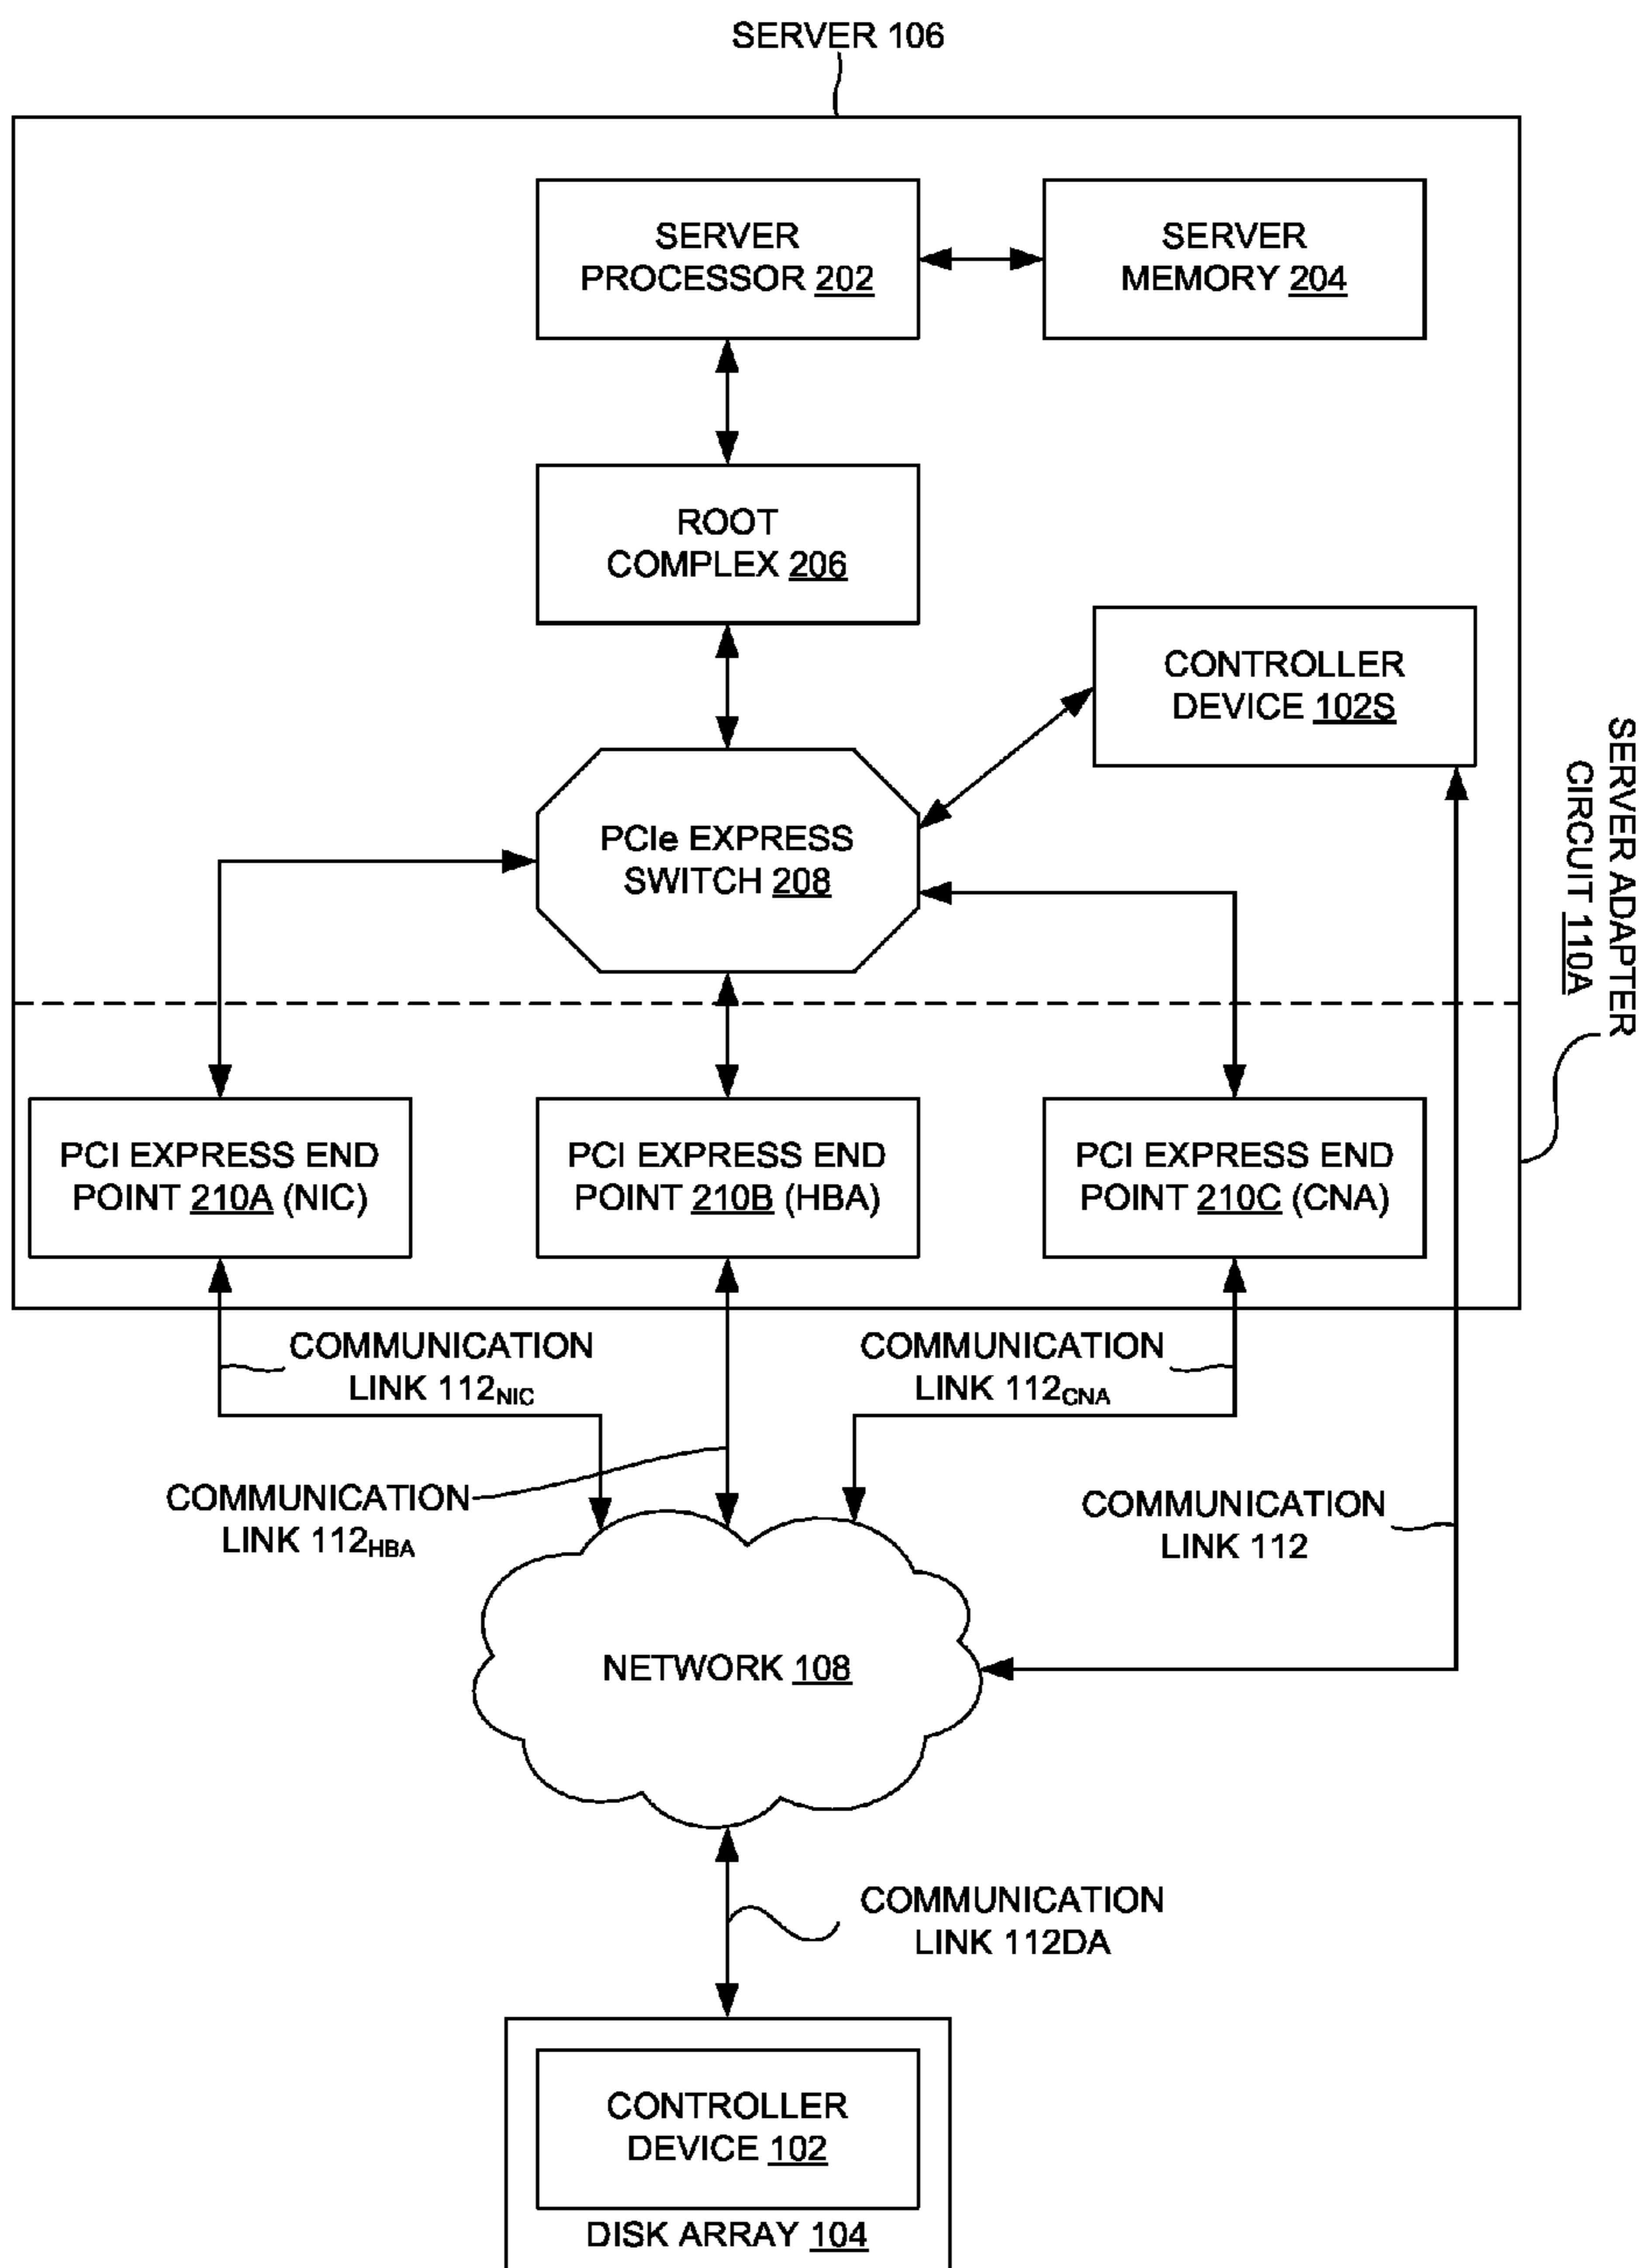 SERVER 106
SERVER
PROCESSOR 202
SERVER
MEMORY 204
ROOT
COMPLEX 206
CONTROLLER
DEVICE 102S
PCIe EXPRESS
SWITCH 208
SERVER ADAPTER
CIRCUIT 110A
PCI EXPRESS END
POINT 210A (NIC)
PCI EXPRESS END
POINT 210B (HBA)
PCI EXPRESS END
POINT 210C (CNA)
COMMUNICATION
LINK 112NIC
COMMUNICATION
LINK 112CNA
COMMUNICATION
LINK 112HBA
COMMUNICATION
LINK 112
NETWORK 108
COMMUNICATION
LINK 112DA
CONTROLLER
DEVICE 102
DISK ARRAY 104